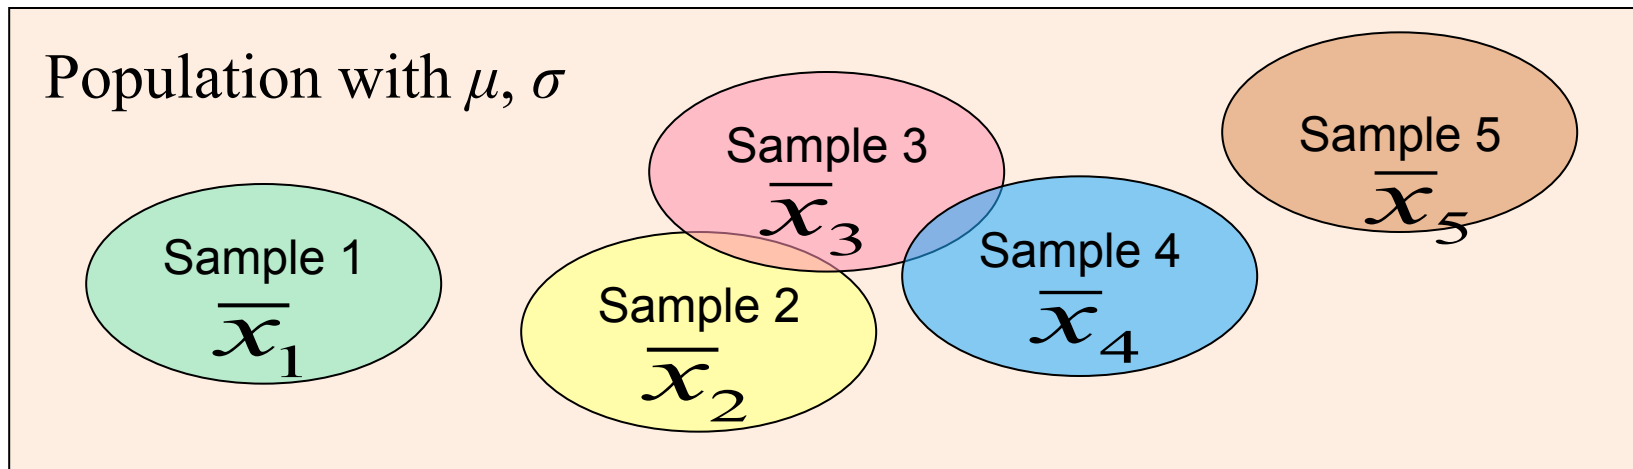 Population with μ, σ
Sample 1
x̅₁
Sample 2
x̅₂
Sample 3
x̅₃
Sample 4
x̅₄
Sample 5
x̅₅